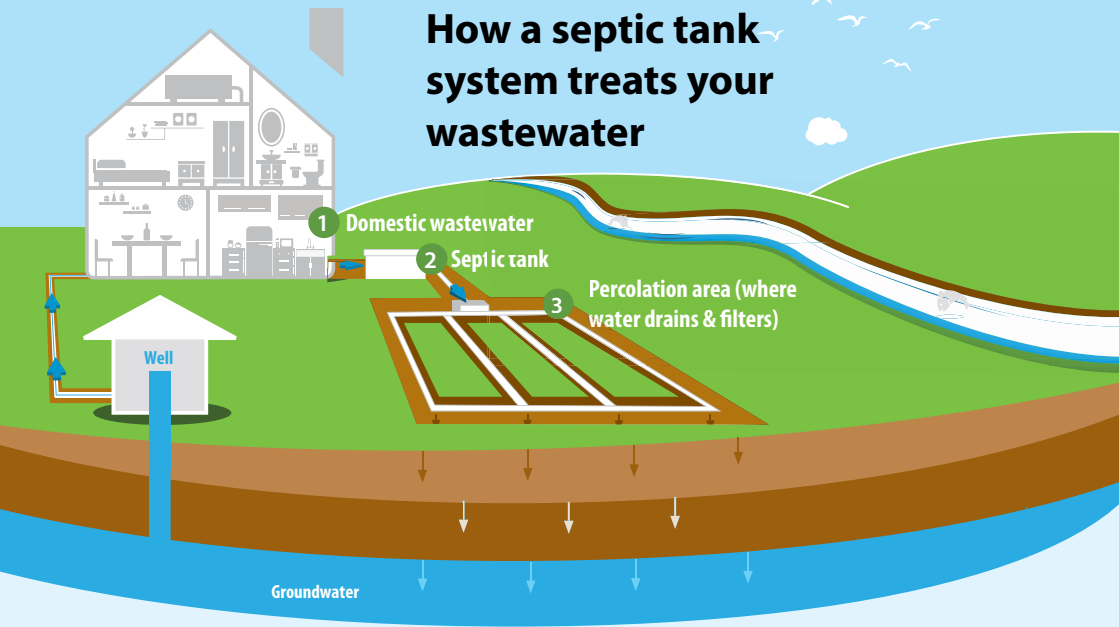 How a septic tank
system treats your
wastewater
1 Domestic wastewater
2 Septic tank
3 Percolation area (where
water drains & filters)
Well
Groundwater